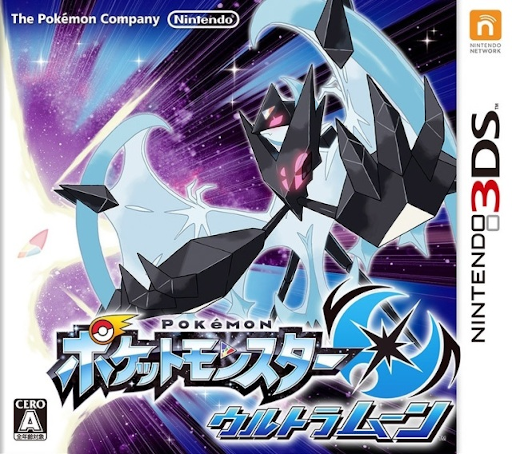 The Pokémon Company Nintendo
NINTENDO
NETWORK
NINTENDO 3DS™
POKéMON
ポケットモンスター
ウルトラムーン
CERO
A
全年齢対象